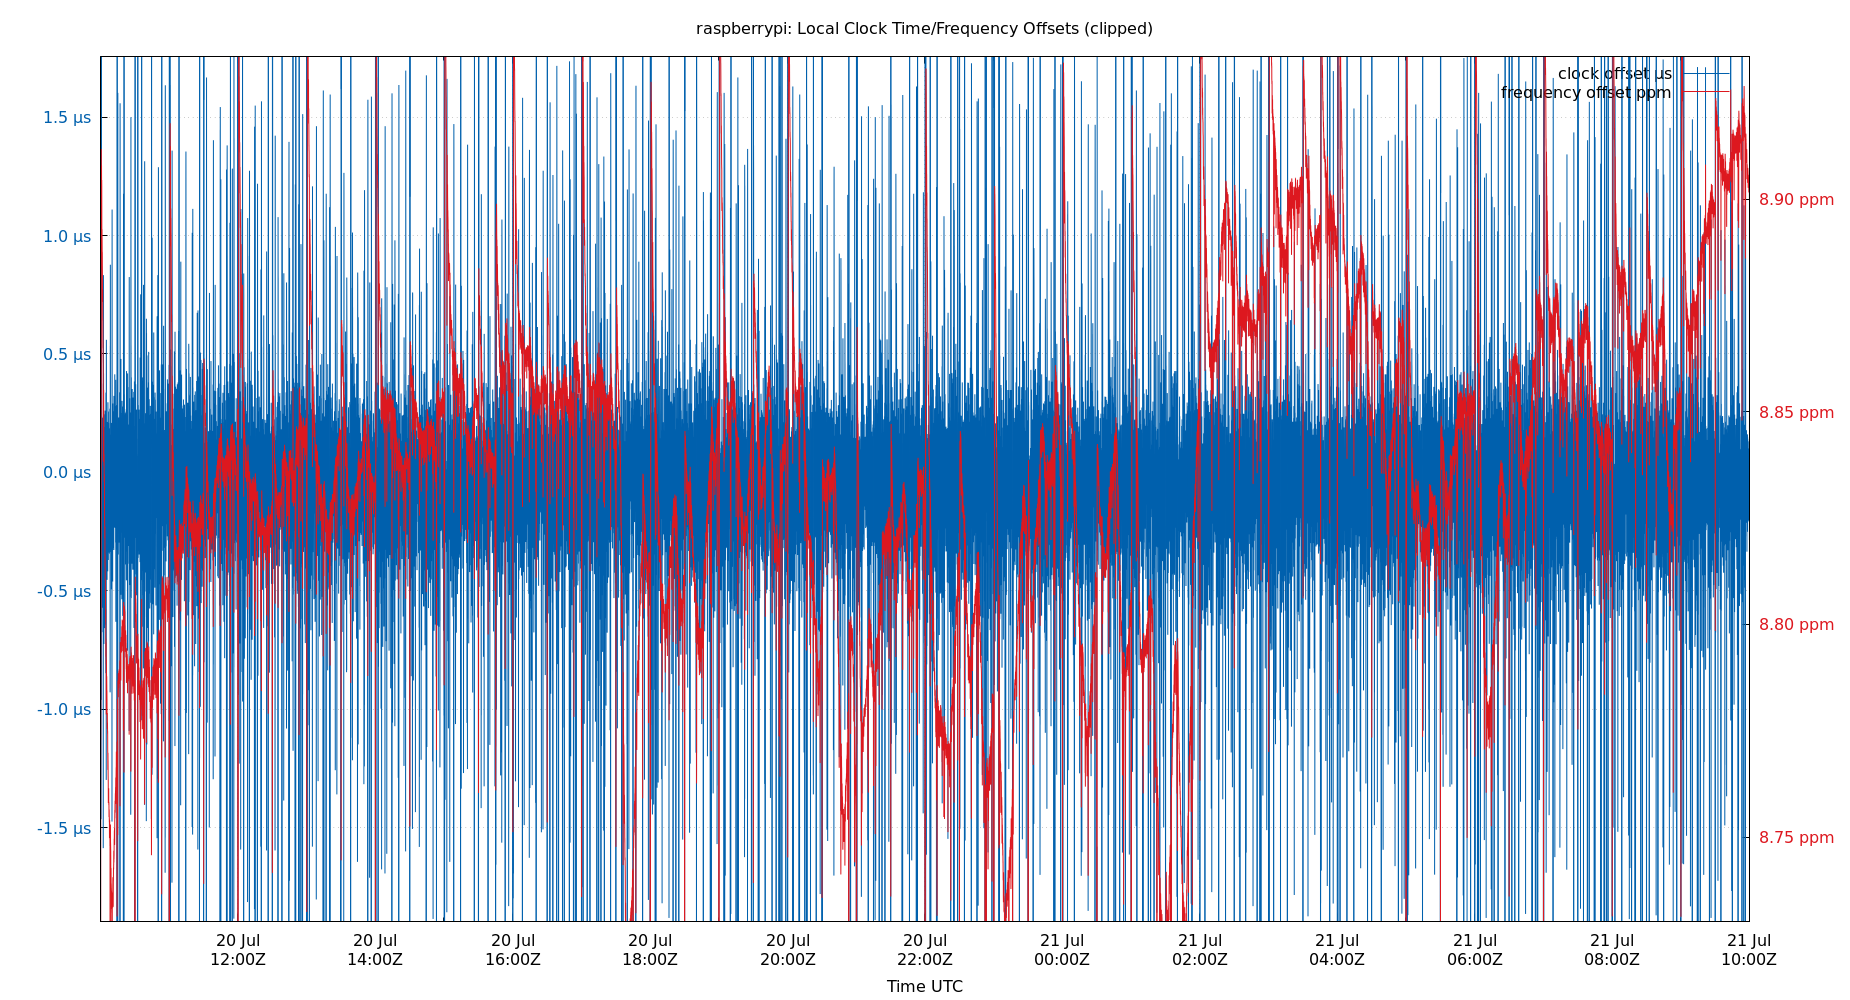 raspberrypi: Local Clock Time/Frequency Offsets (clipped)
clock offset µs
frequency offset ppm
1.5 µs
1.0 µs
0.5 µs
0.0 µs
-0.5 µs
-1.0 µs
-1.5 µs
8.90 ppm
8.85 ppm
8.80 ppm
8.75 ppm
20 Jul 20 Jul 20 Jul 20 Jul 20 Jul 20 Jul 21 Jul 21 Jul 21 Jul 21 Jul 21 Jul 21 Jul
12:00Z 14:00Z 16:00Z 18:00Z 20:00Z 22:00Z 00:00Z 02:00Z 04:00Z 06:00Z 08:00Z 10:00Z
Time UTC